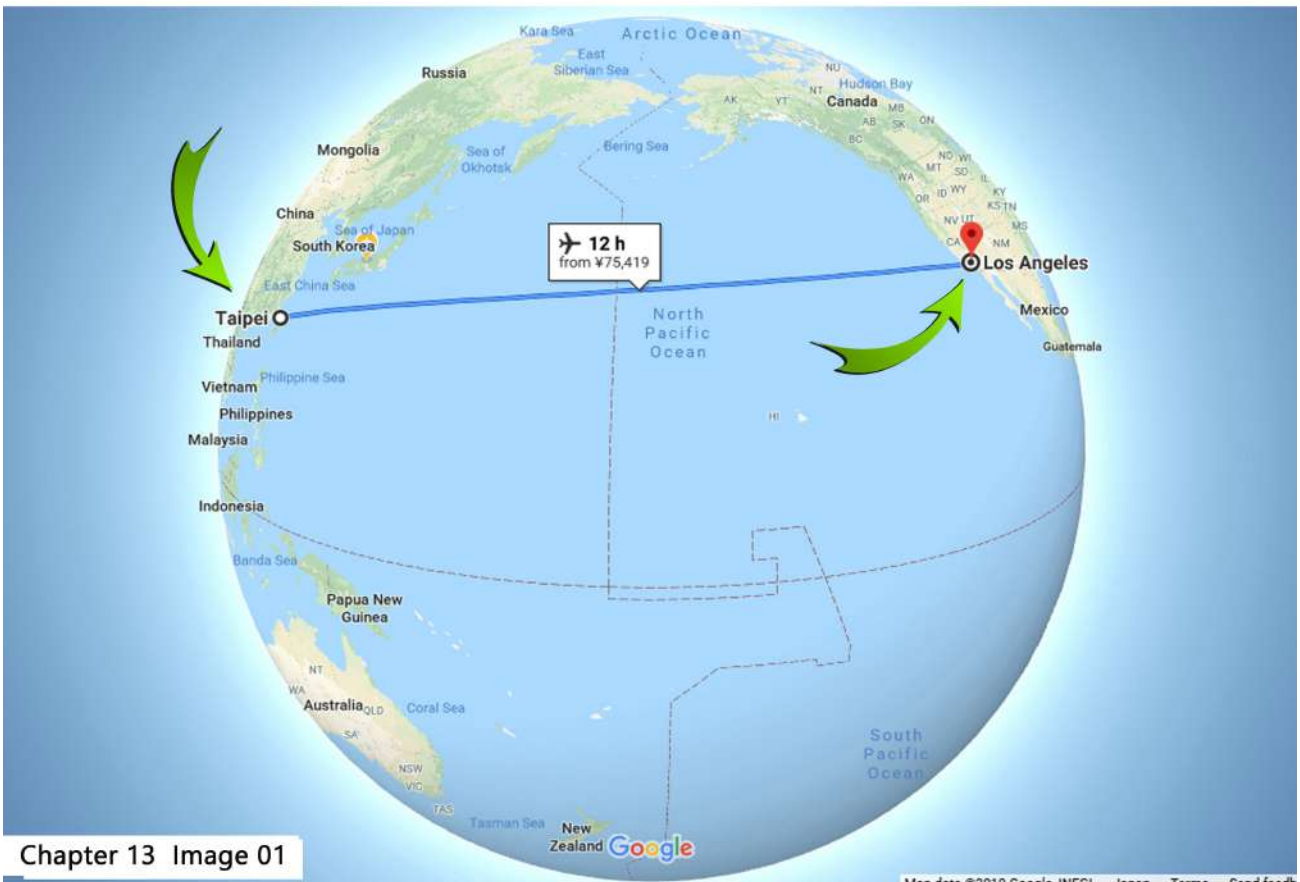 Kara Sea
Arctic Ocean
East
Siberian Sea
Russia
NU
Hudson Bay
AK
YT
NT
Canada
MB
AB
SK
ON
BC
Mongolia
Sea of
Okhotsk
Bering Sea
ND
WI
MT
SD
WA
IL
OR
ID
WY
KY
KS
TN
NV
UT
MS
China
Sea of Japan
South Korea
CA
NM
12 h
from ¥75,419
Los Angeles
East China Sea
Taipei
North
Pacific
Ocean
Mexico
Thailand
Guatemala
Vietnam
Philippine Sea
Philippines
HI
Malaysia
Indonesia
Banda Sea
Papua New
Guinea
NT
WA
Australia
QLD
Coral Sea
SA
South
Pacific
Ocean
NSW
VIC
TAS
Tasman Sea
New
Zealand
Google
Chapter 13 Image 01